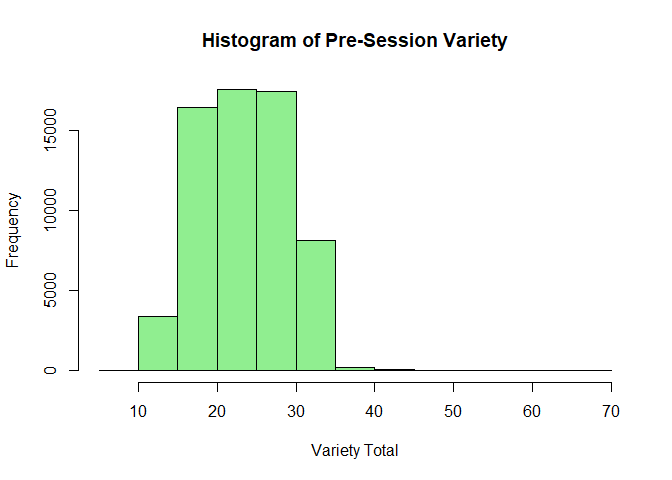 Histogram of Pre-Session Variety
Frequency
15000
10000
5000
0
10 20 30 40 50 60 70
Variety Total